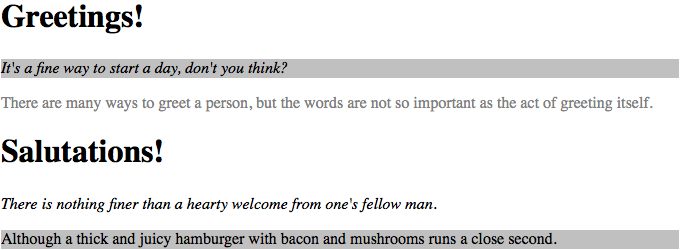 Greetings!
It's a fine way to start a day, don't you think?
There are many ways to greet a person, but the words are not so important as the act of greeting itself.
Salutations!
There is nothing finer than a hearty welcome from one's fellow man.
Although a thick and juicy hamburger with bacon and mushrooms runs a close second.